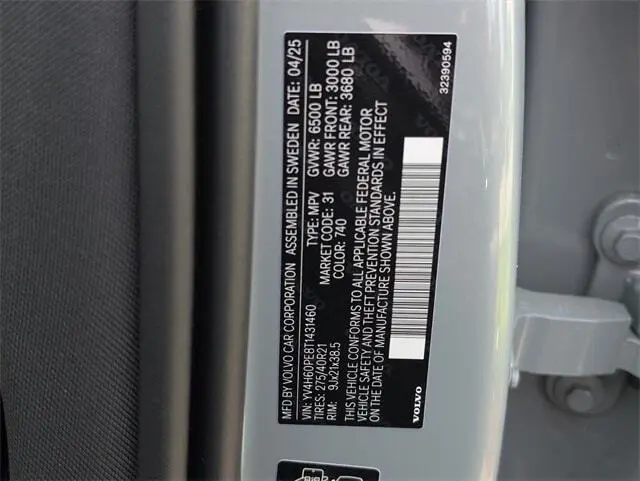 MFD BY VOLVO CAR CORPORATION ASSEMBLED IN SWEDEN DATE: 04/25
VIN: YV4H60PE8T1431460 TYPE: MPV GVWR: 6500 LB
TIRES: 275/40R21 MARKET CODE: 31 GAWR FRONT: 3000 LB
RIM: 9Jx21x38.5 COLOR: 740 GAWR REAR: 3680 LB
THIS VEHICLE CONFORMS TO ALL APPLICABLE FEDERAL MOTOR
VEHICLE SAFETY AND THEFT PREVENTION STANDARDS IN EFFECT
ON THE DATE OF MANUFACTURE SHOWN ABOVE.
VOLVO 32390594